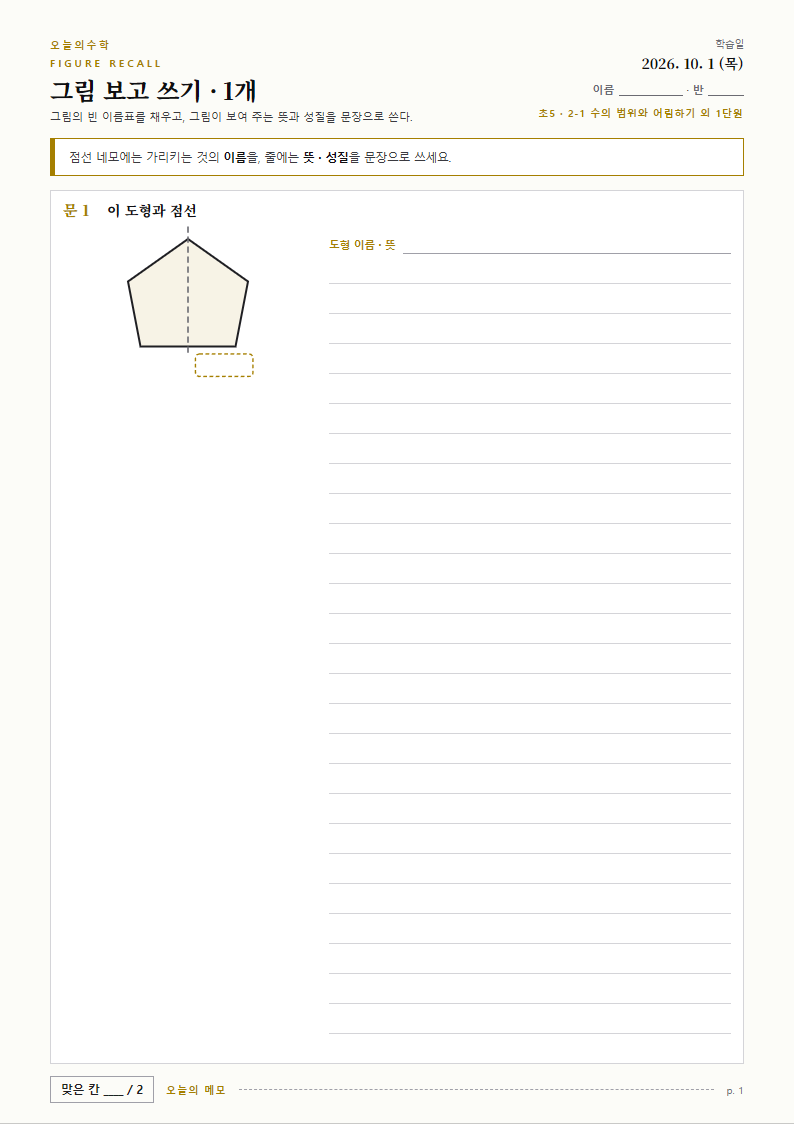 오늘의수학
FIGURE RECALL
그림 보고 쓰기 · 1개
그림의 빈 이름표를 채우고, 그림이 보여 주는 뜻과 성질을 문장으로 쓴다.
학습일
2026. 10. 1 (목)
이름 ________ · 반 ____
초5 · 2-1 수의 범위와 어림하기 외 1단원
점선 네모에는 가리키는 것의 이름을, 줄에는 뜻 · 성질을 문장으로 쓰세요.
문 1 이 도형과 점선
도형 이름 · 뜻
맞은 칸 ___ / 2
오늘의 메모
p. 1